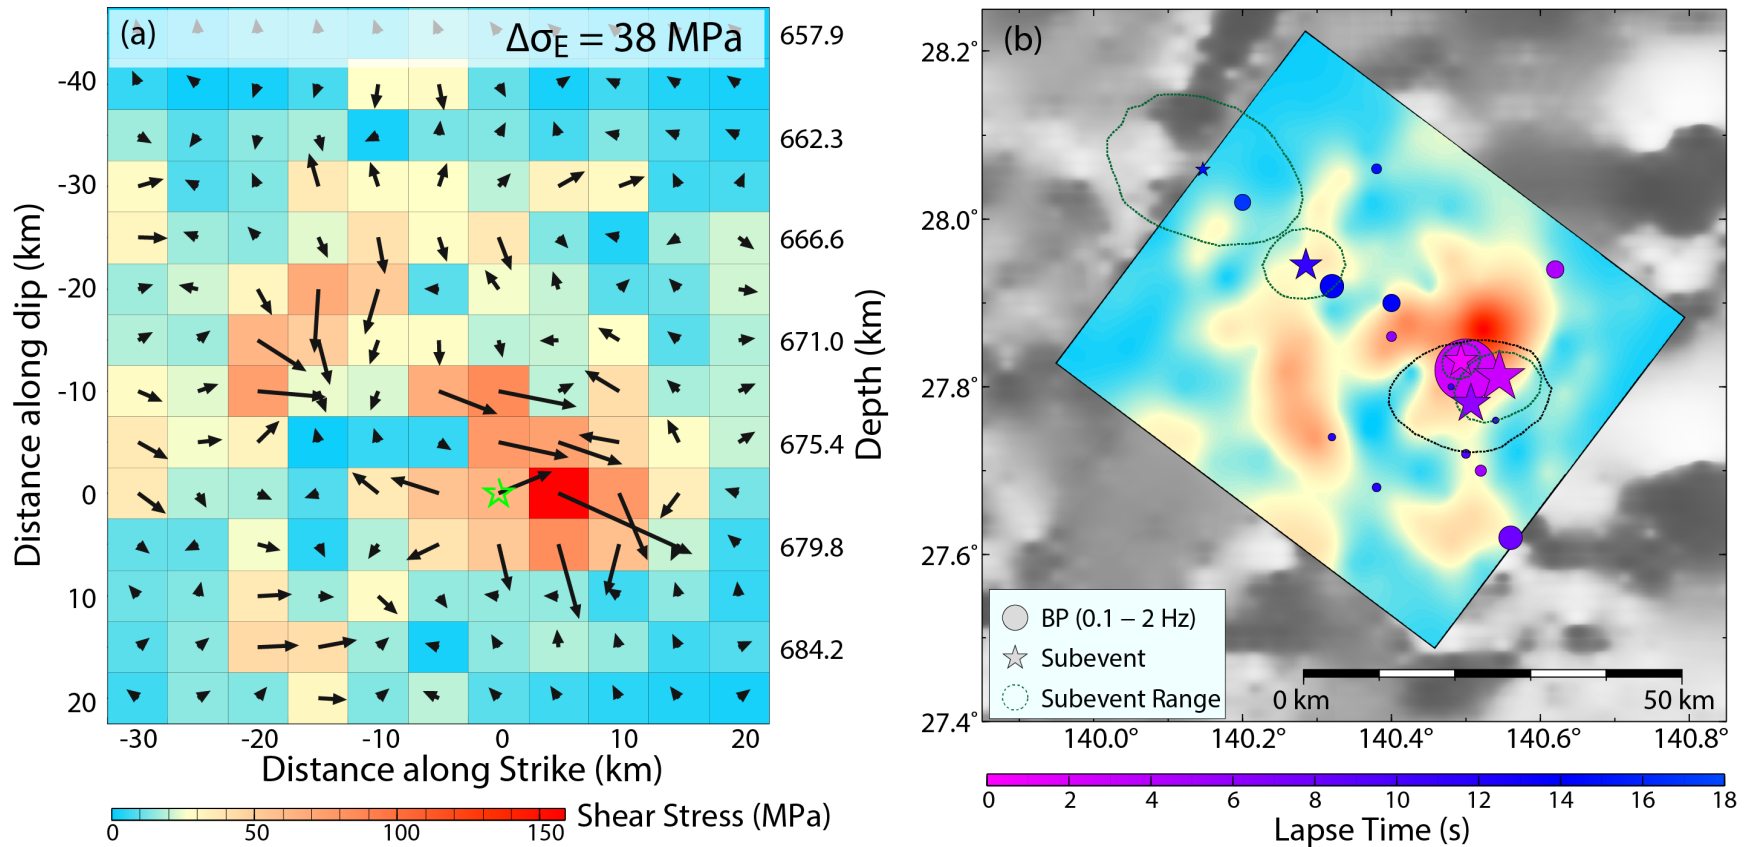 (a)
ΔσE = 38 MPa
657.9
-40
662.3
-30
666.6
-20
671.0
-10
675.4
0
679.8
10
684.2
20
-30 -20 -10 0 10 20
Distance along Strike (km)
Distance along dip (km)
Depth (km)
0 50 100 150
Shear Stress (MPa)
(b)
28.2°
28.0°
27.8°
27.6°
27.4°
BP (0.1 – 2 Hz)
Subevent
Subevent Range
0 km 50 km
140.0° 140.2° 140.4° 140.6° 140.8°
0 2 4 6 8 10 12 14 16 18
Lapse Time (s)